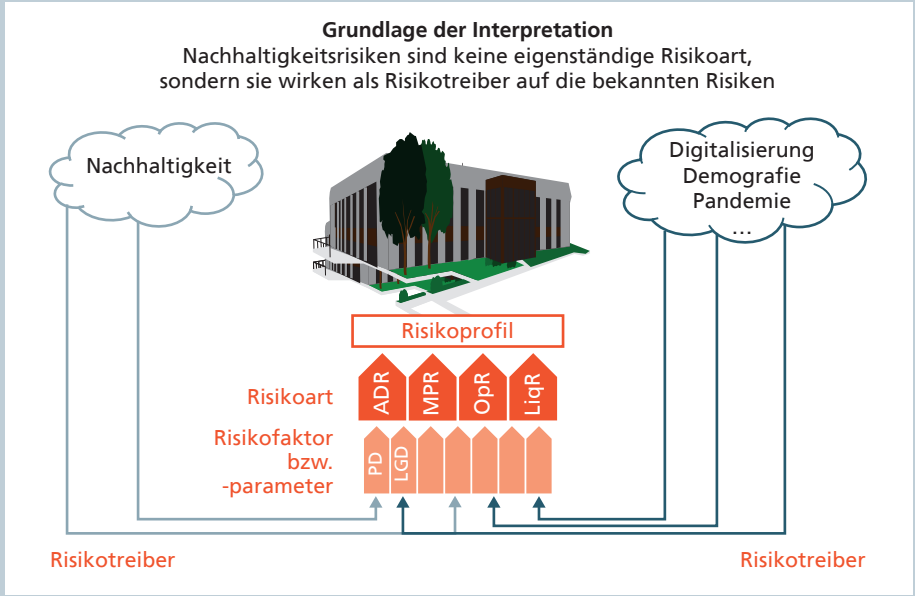 Grundlage der Interpretation
Nachhaltigkeitsrisiken sind keine eigenständige Risikoart,
sondern sie wirken als Risikotreiber auf die bekannten Risiken
Nachhaltigkeit
Digitalisierung
Demografie
Pandemie
...
Risikoprofil
Risikoart
ADR
MPR
OpR
LiqR
Risikofaktor
bzw.
-parameter
PD
LGD
Risikotreiber
Risikotreiber